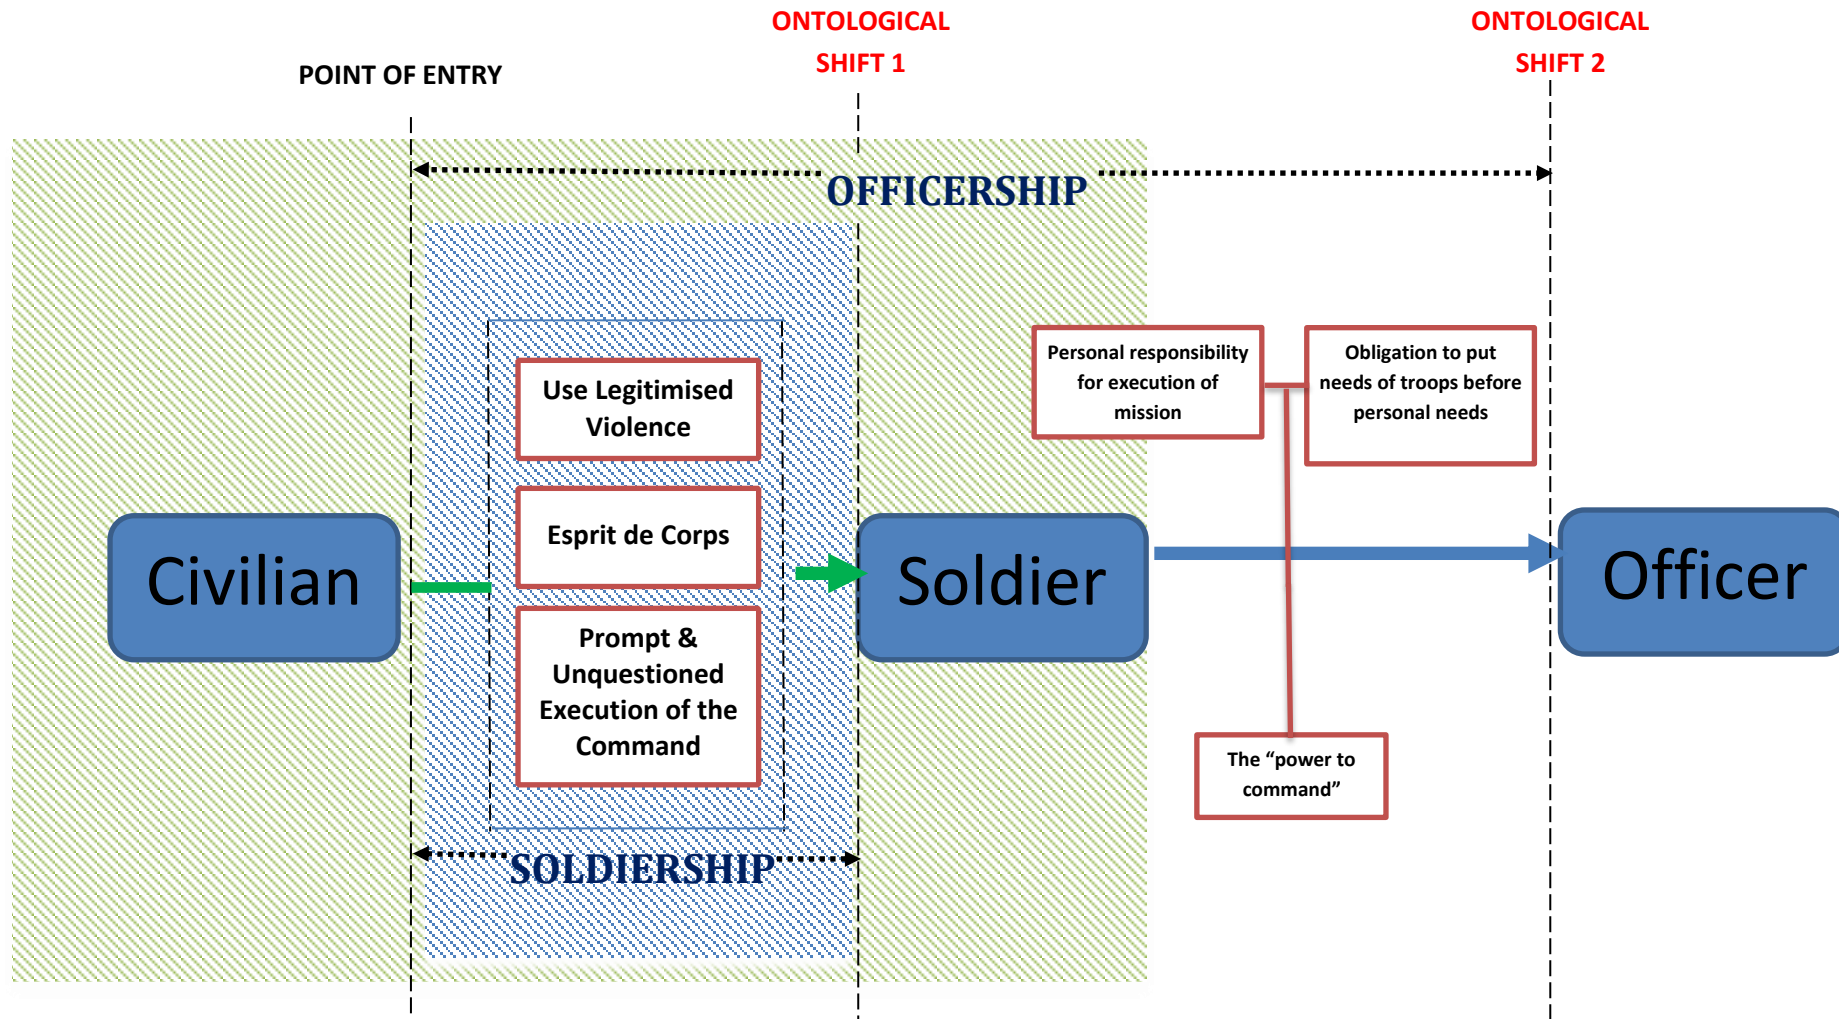 ONTOLOGICAL
SHIFT 1
ONTOLOGICAL
SHIFT 2
POINT OF ENTRY
OFFICERSHIP
Use Legitimised
Violence
Esprit de Corps
Prompt &
Unquestioned
Execution of the
Command
Personal responsibility
for execution of
mission
Obligation to put
needs of troops before
personal needs
Civilian
Soldier
Officer
The “power to
command”
SOLDIERSHIP